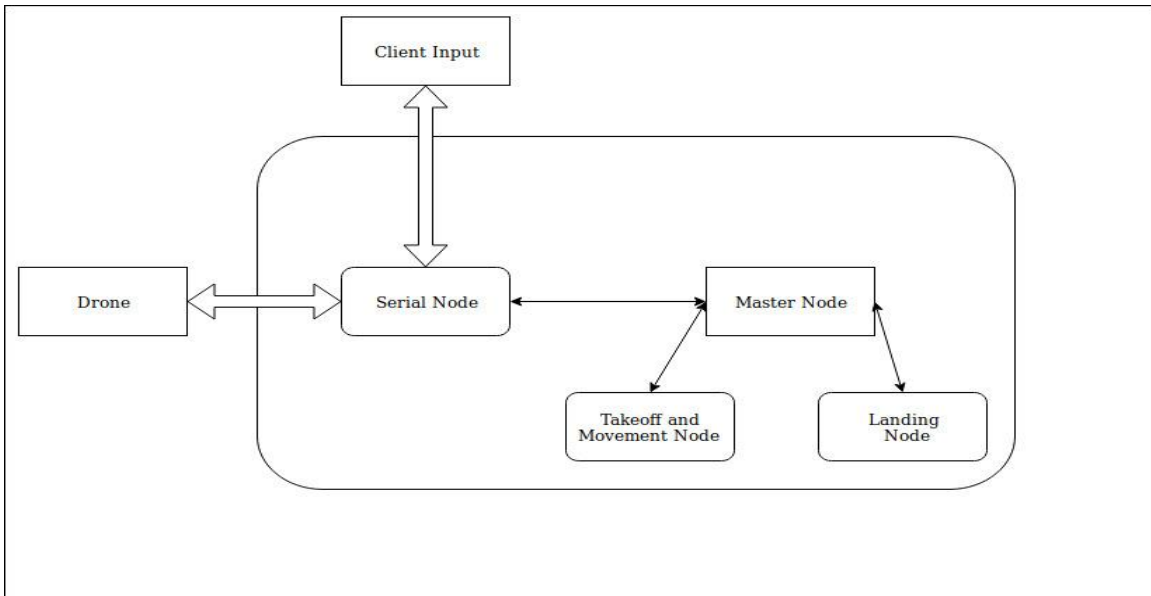 Client Input
Drone
Serial Node
Master Node
Takeoff and
Movement Node
Landing
Node